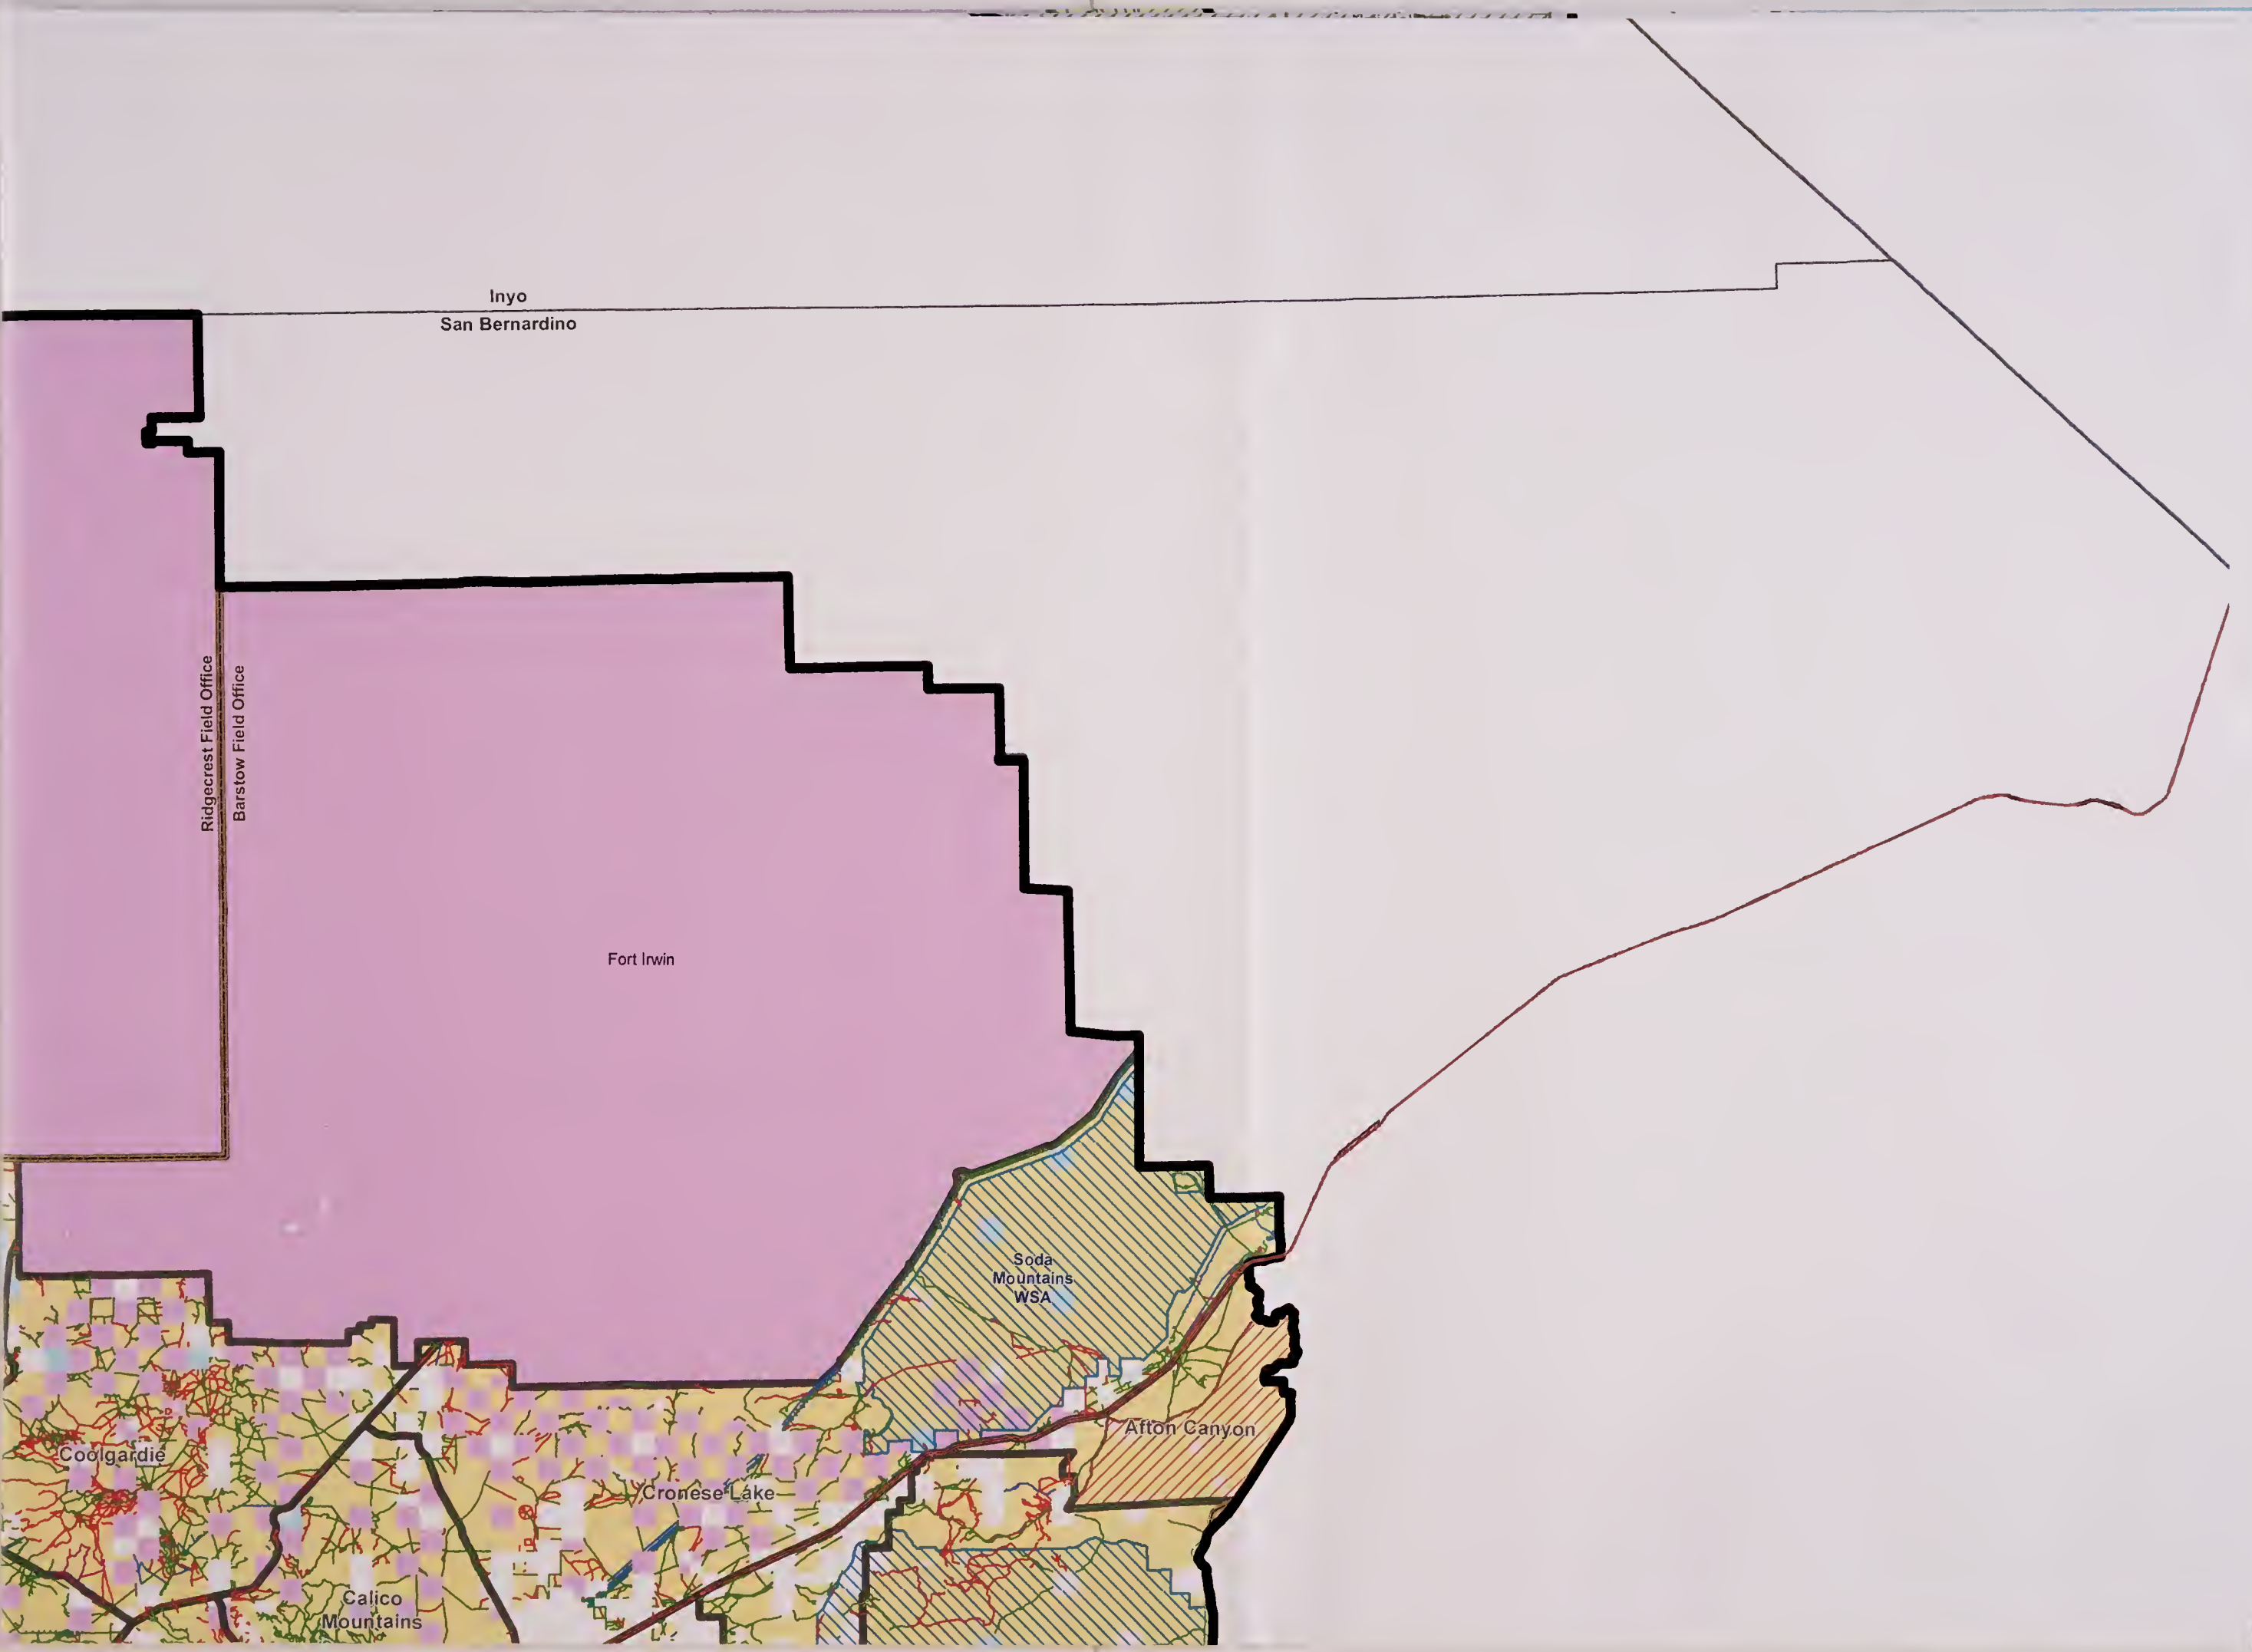 Inyo
San Bernardino
Ridgecrest Field Office
Barstow Field Office
Fort Irwin
Soda
Mountains
WSA
Afton Canyon
Coolgardie
Cronese Lake
Calico
Mountains